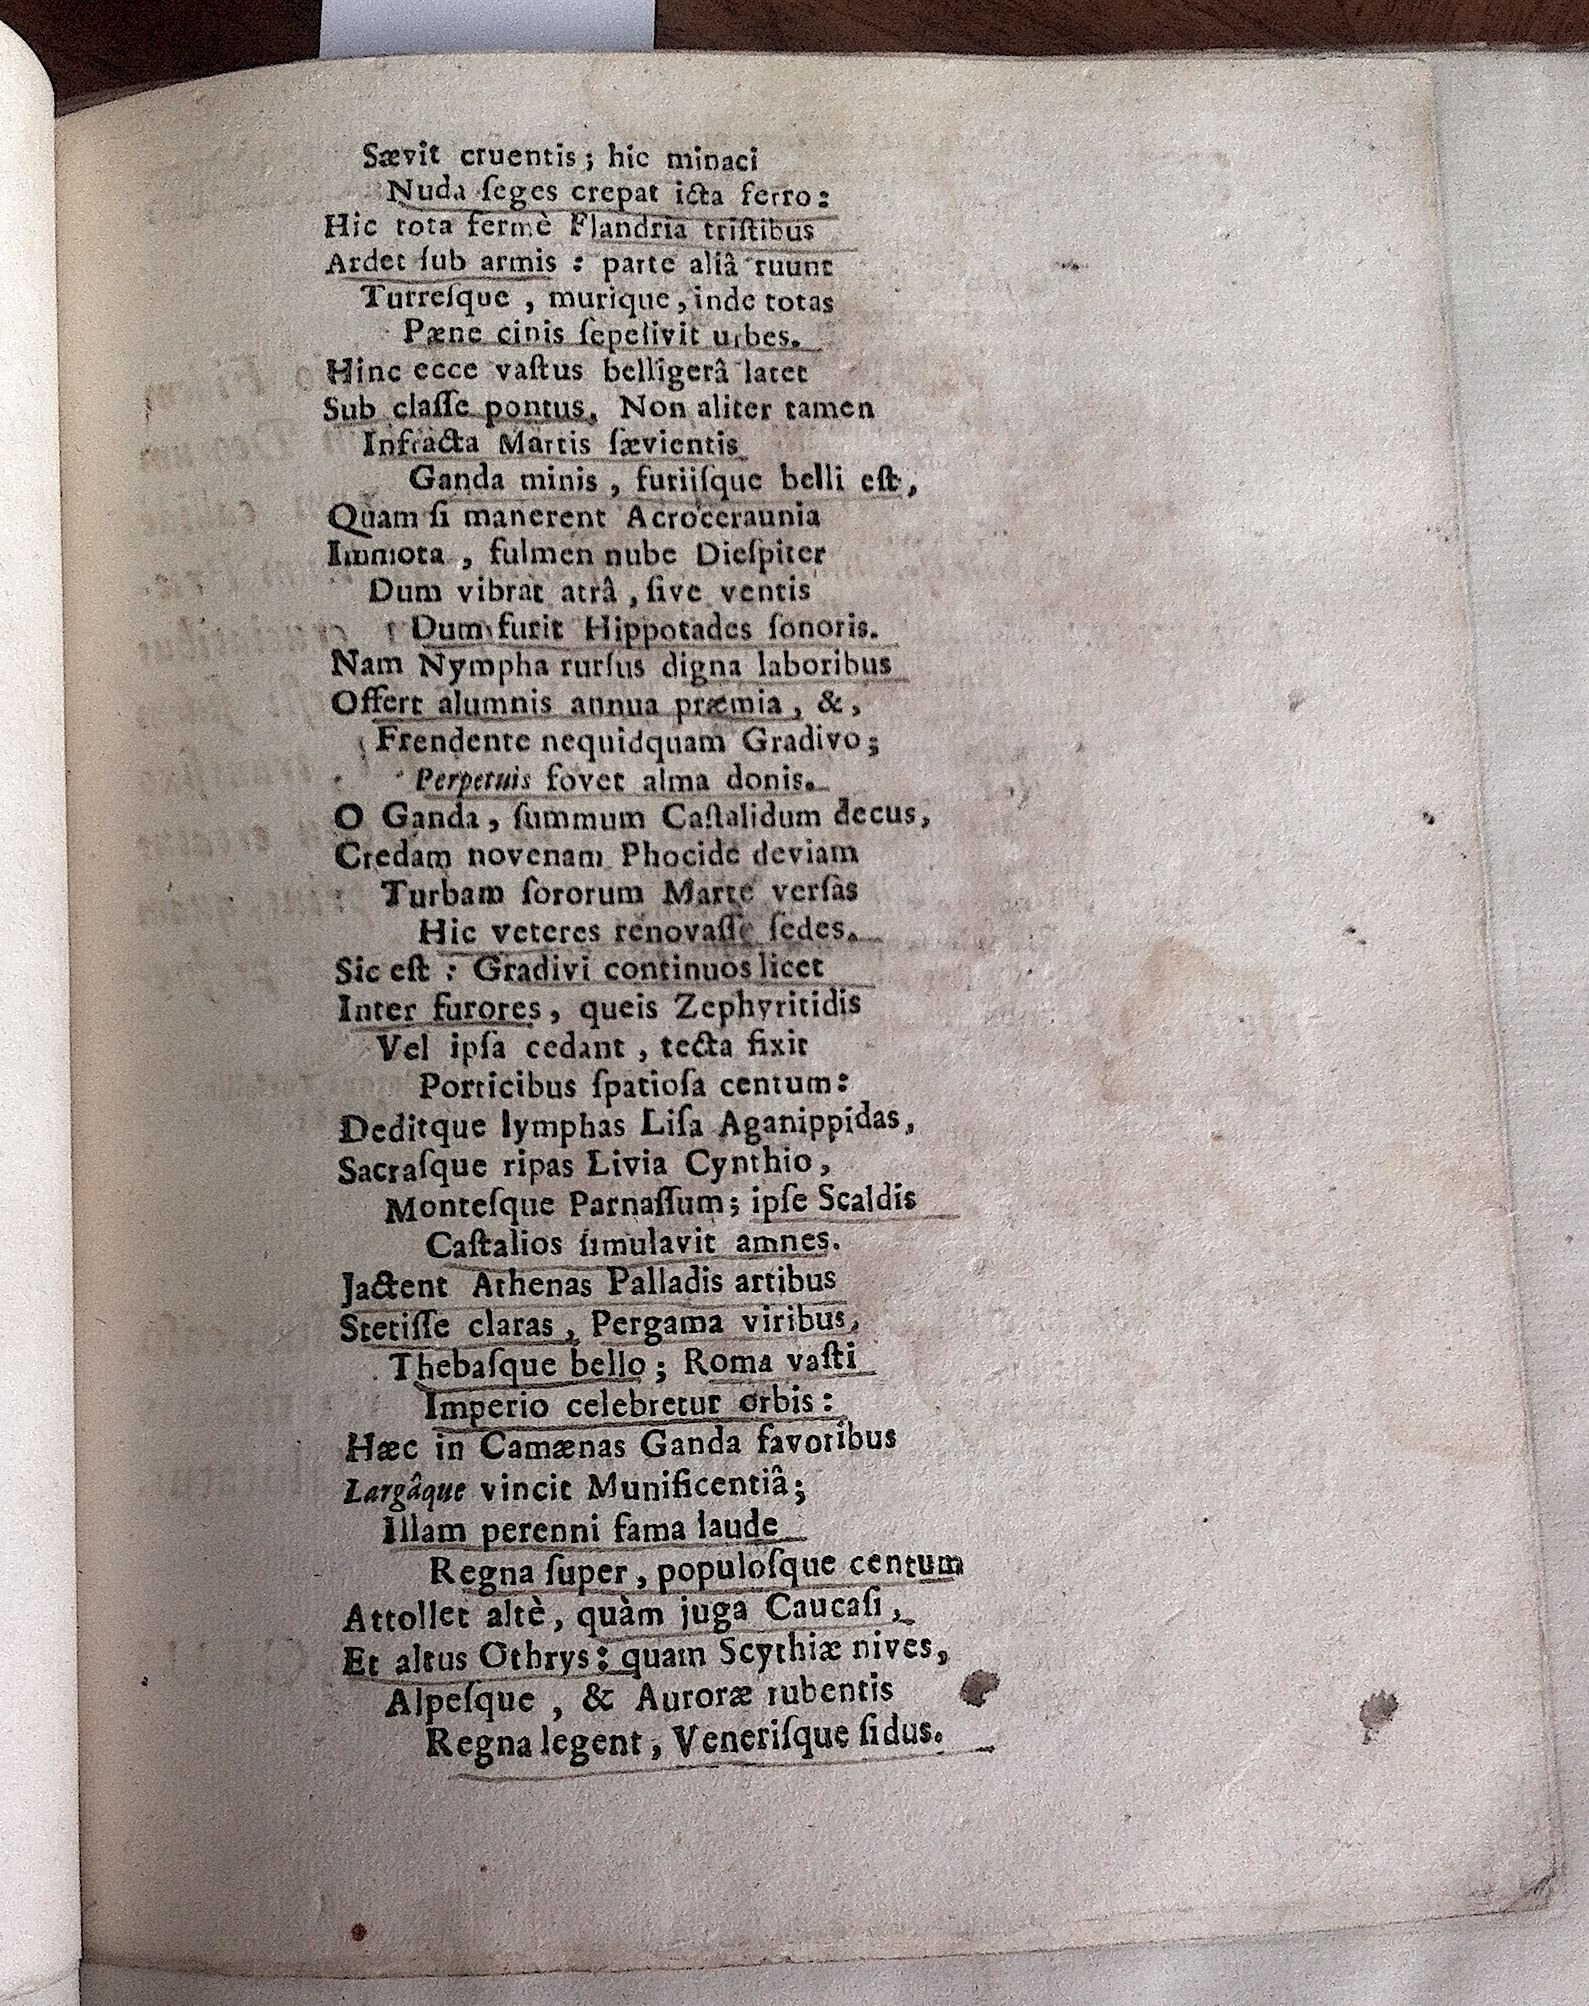 Sævit cruentis; hic minaci
Nuda ſeges crepat icta ferro:
Hic tota fermè Flandria triſtibus
Ardet ſub armis : parte aliâ ruunt
Turreſque , murique, inde totas
Pæne cinis ſepelivit urbes.
Hinc ecce vaſtus belligerâ latet
Sub claſſe pontus. Non aliter tamen
Infracta Martis ſævientis
Ganda minis , furiiſque belli eſt,
Quam ſi manerent Acroceraunia
Immota , fulmen nube Dieſpiter
Dum vibrat atrâ , ſive ventis
Dum furit Hippotades ſonoris.
Nam Nympha rurſus digna laboribus
Offert alumnis annua præmia , &,
Frendente nequidquam Gradivo;
Perpetuis fovet alma donis.
O Ganda, ſummum Caſtalidum decus,
Credam novenam Phocide deviam
Turbam ſororum Marte verſàs
Hic veteres renovaſſe ſedes.
Sic eſt : Gradivi continuos licet
Inter furores, queis Zephyritidis
Vel ipſa cedant , tecta fixit
Porticibus ſpatioſa centum:
Deditque lymphas Liſa Aganippidas,
Sacraſque ripas Livia Cynthio,
Monteſque Parnaſſum; ipſe Scaldis
Caſtalios ſimulavit amnes.
Jactent Athenas Palladis artibus
Stetiſſe claras, Pergama viribus,
Thebaſque bello; Roma vaſti
Imperio celebretur orbis:
Hæc in Camænas Ganda favoribus
Largâque vincit Munificentiâ;
Illam perenni fama laude
Regna ſuper, populoſque centum
Attollet altè, quàm juga Caucaſi,
Et altus Othrys: quam Scythiæ nives,
Alpeſque , & Auroræ rubentis
Regna legent, Veneriſque ſidus.